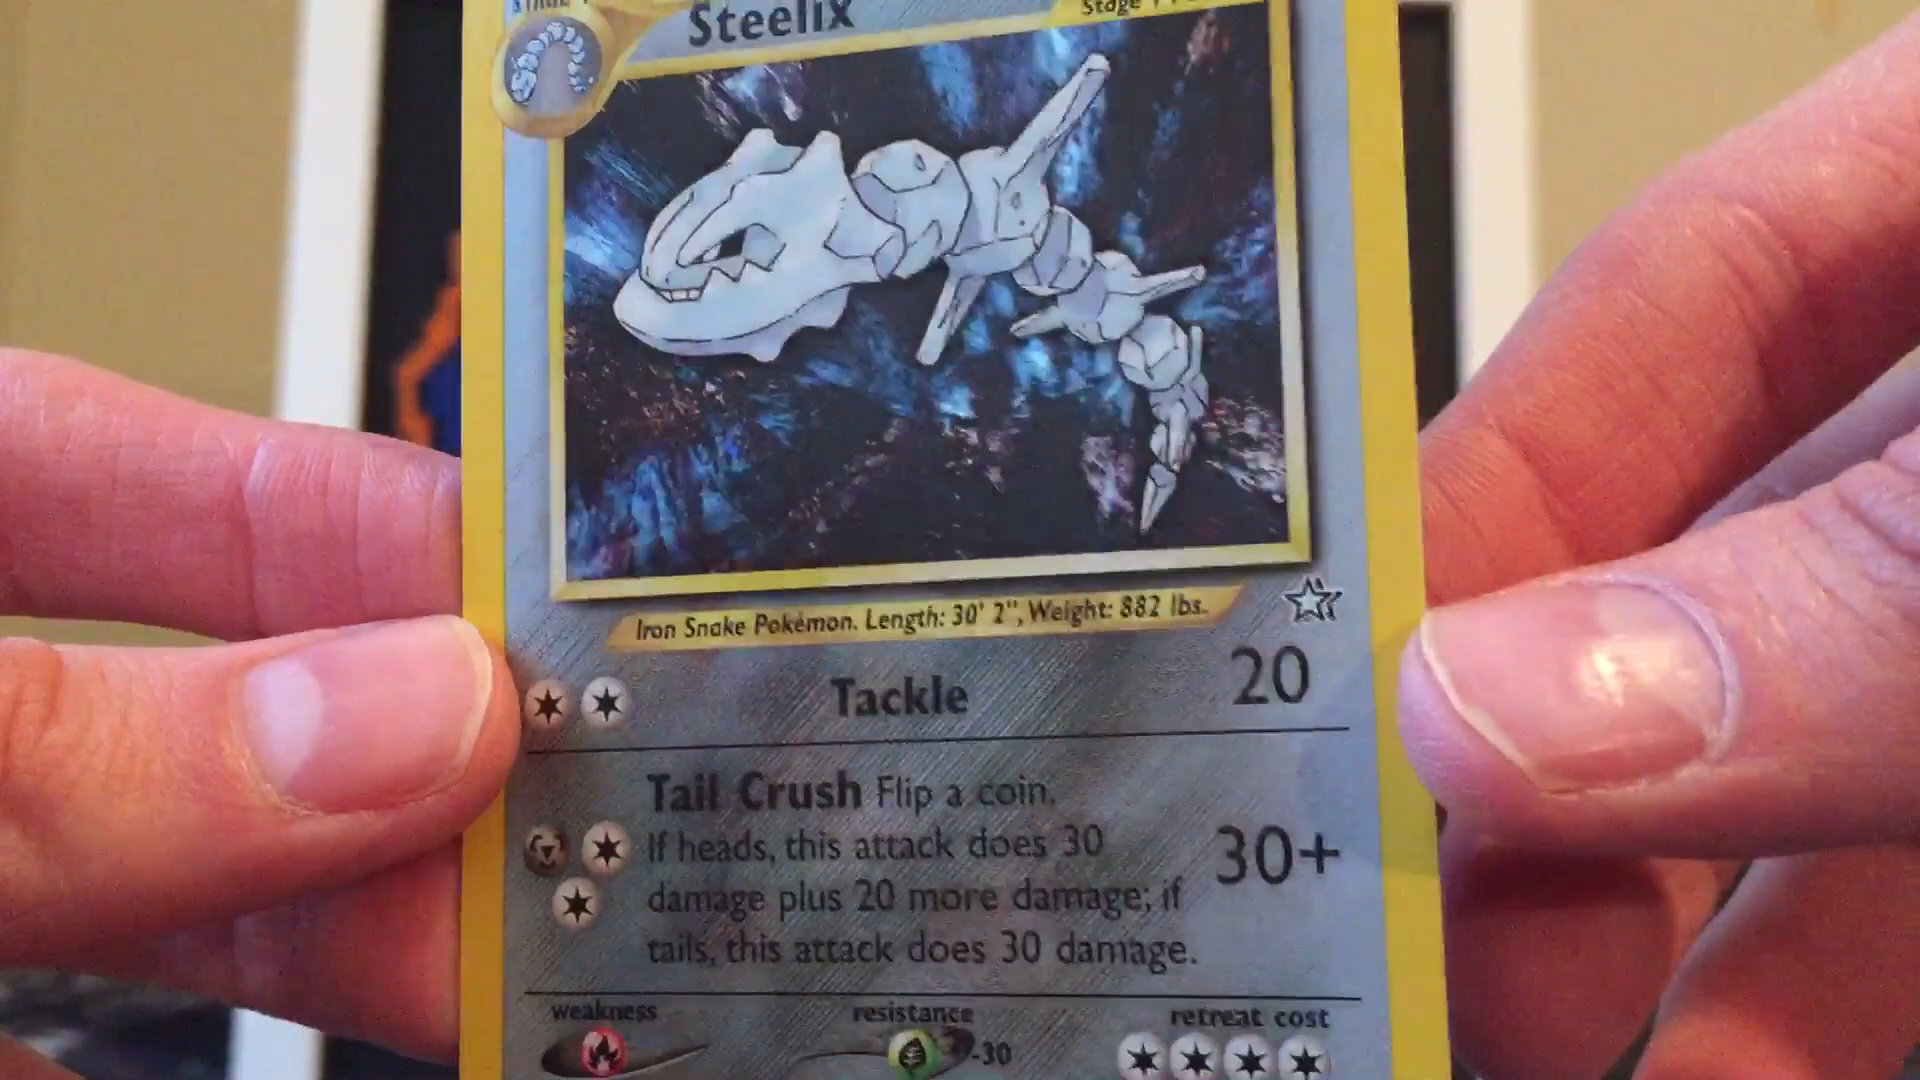 Steelix
Stage
Iron Snake Pokémon. Length: 30' 2", Weight: 882 lbs.
Tackle 20
Tail Crush Flip a coin.
If heads, this attack does 30
damage plus 20 more damage; if
tails, this attack does 30 damage.
30+
weakness resistance retreat cost
-30